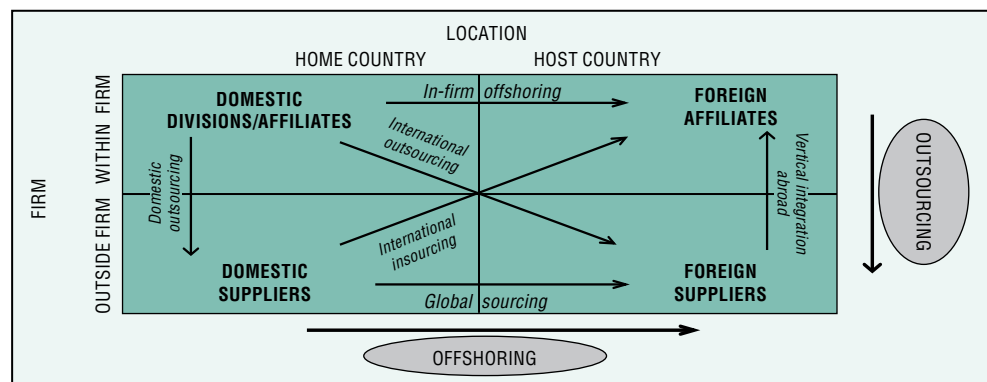 LOCATION
HOME COUNTRY
HOST COUNTRY
FIRM
WITHIN FIRM
OUTSIDE FIRM
DOMESTIC
DIVISIONS/AFFILIATES
In-firm offshoring
FOREIGN
AFFILIATES
Domestic
outsourcing
International
outsourcing
International
insourcing
Vertical integration
abroad
DOMESTIC
SUPPLIERS
Global sourcing
FOREIGN
SUPPLIERS
OUTSOURCING
OFFSHORING